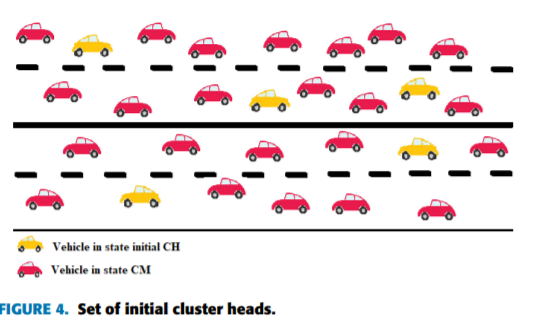 Vehicle in state initial CH
Vehicle in state CM
FIGURE 4. Set of initial cluster heads.